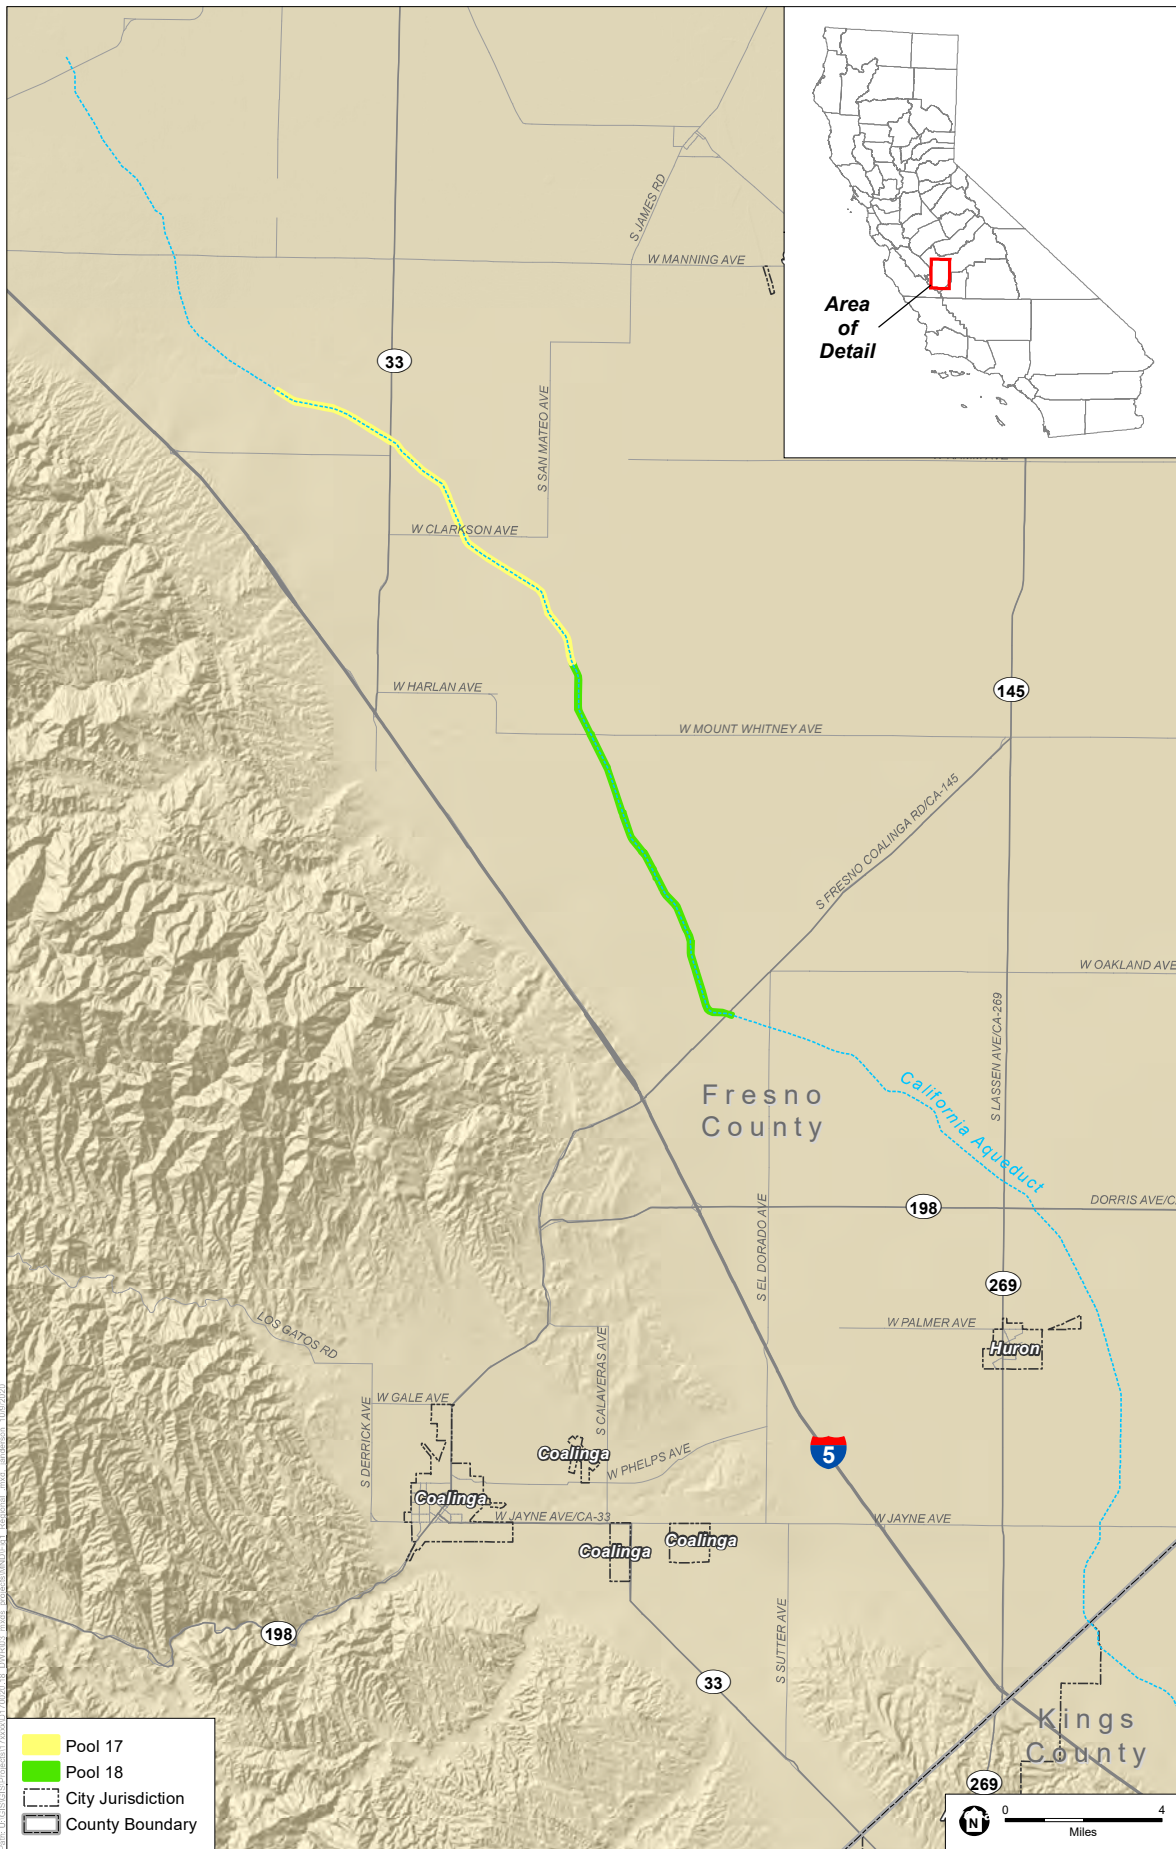 S JAMES RD
W MANNING AVE
Area
of
Detail
33
S SAN MATEO AVE
W CLARKSON AVE
W HARLAN AVE
145
W MOUNT WHITNEY AVE
S FRESNO COALINGA RD/CA-145
W OAKLAND AVE
S LASSEN AVE/CA-269
Fresno
County
California Aqueduct
S EL DORADO AVE
198
DORRIS AVE/C
269
W PALMER AVE
Huron
LOS GATOS RD
S CALAVERAS AVE
W GALE AVE
S DERRICK AVE
Coalinga
W PHELPS AVE
5
Coalinga
W JAYNE AVE/CA-33
W JAYNE AVE
Coalinga
Coalinga
S SUTTER AVE
198
33
Kings
County
269
Pool 17
Pool 18
City Jurisdiction
County Boundary
N
0
4
Miles